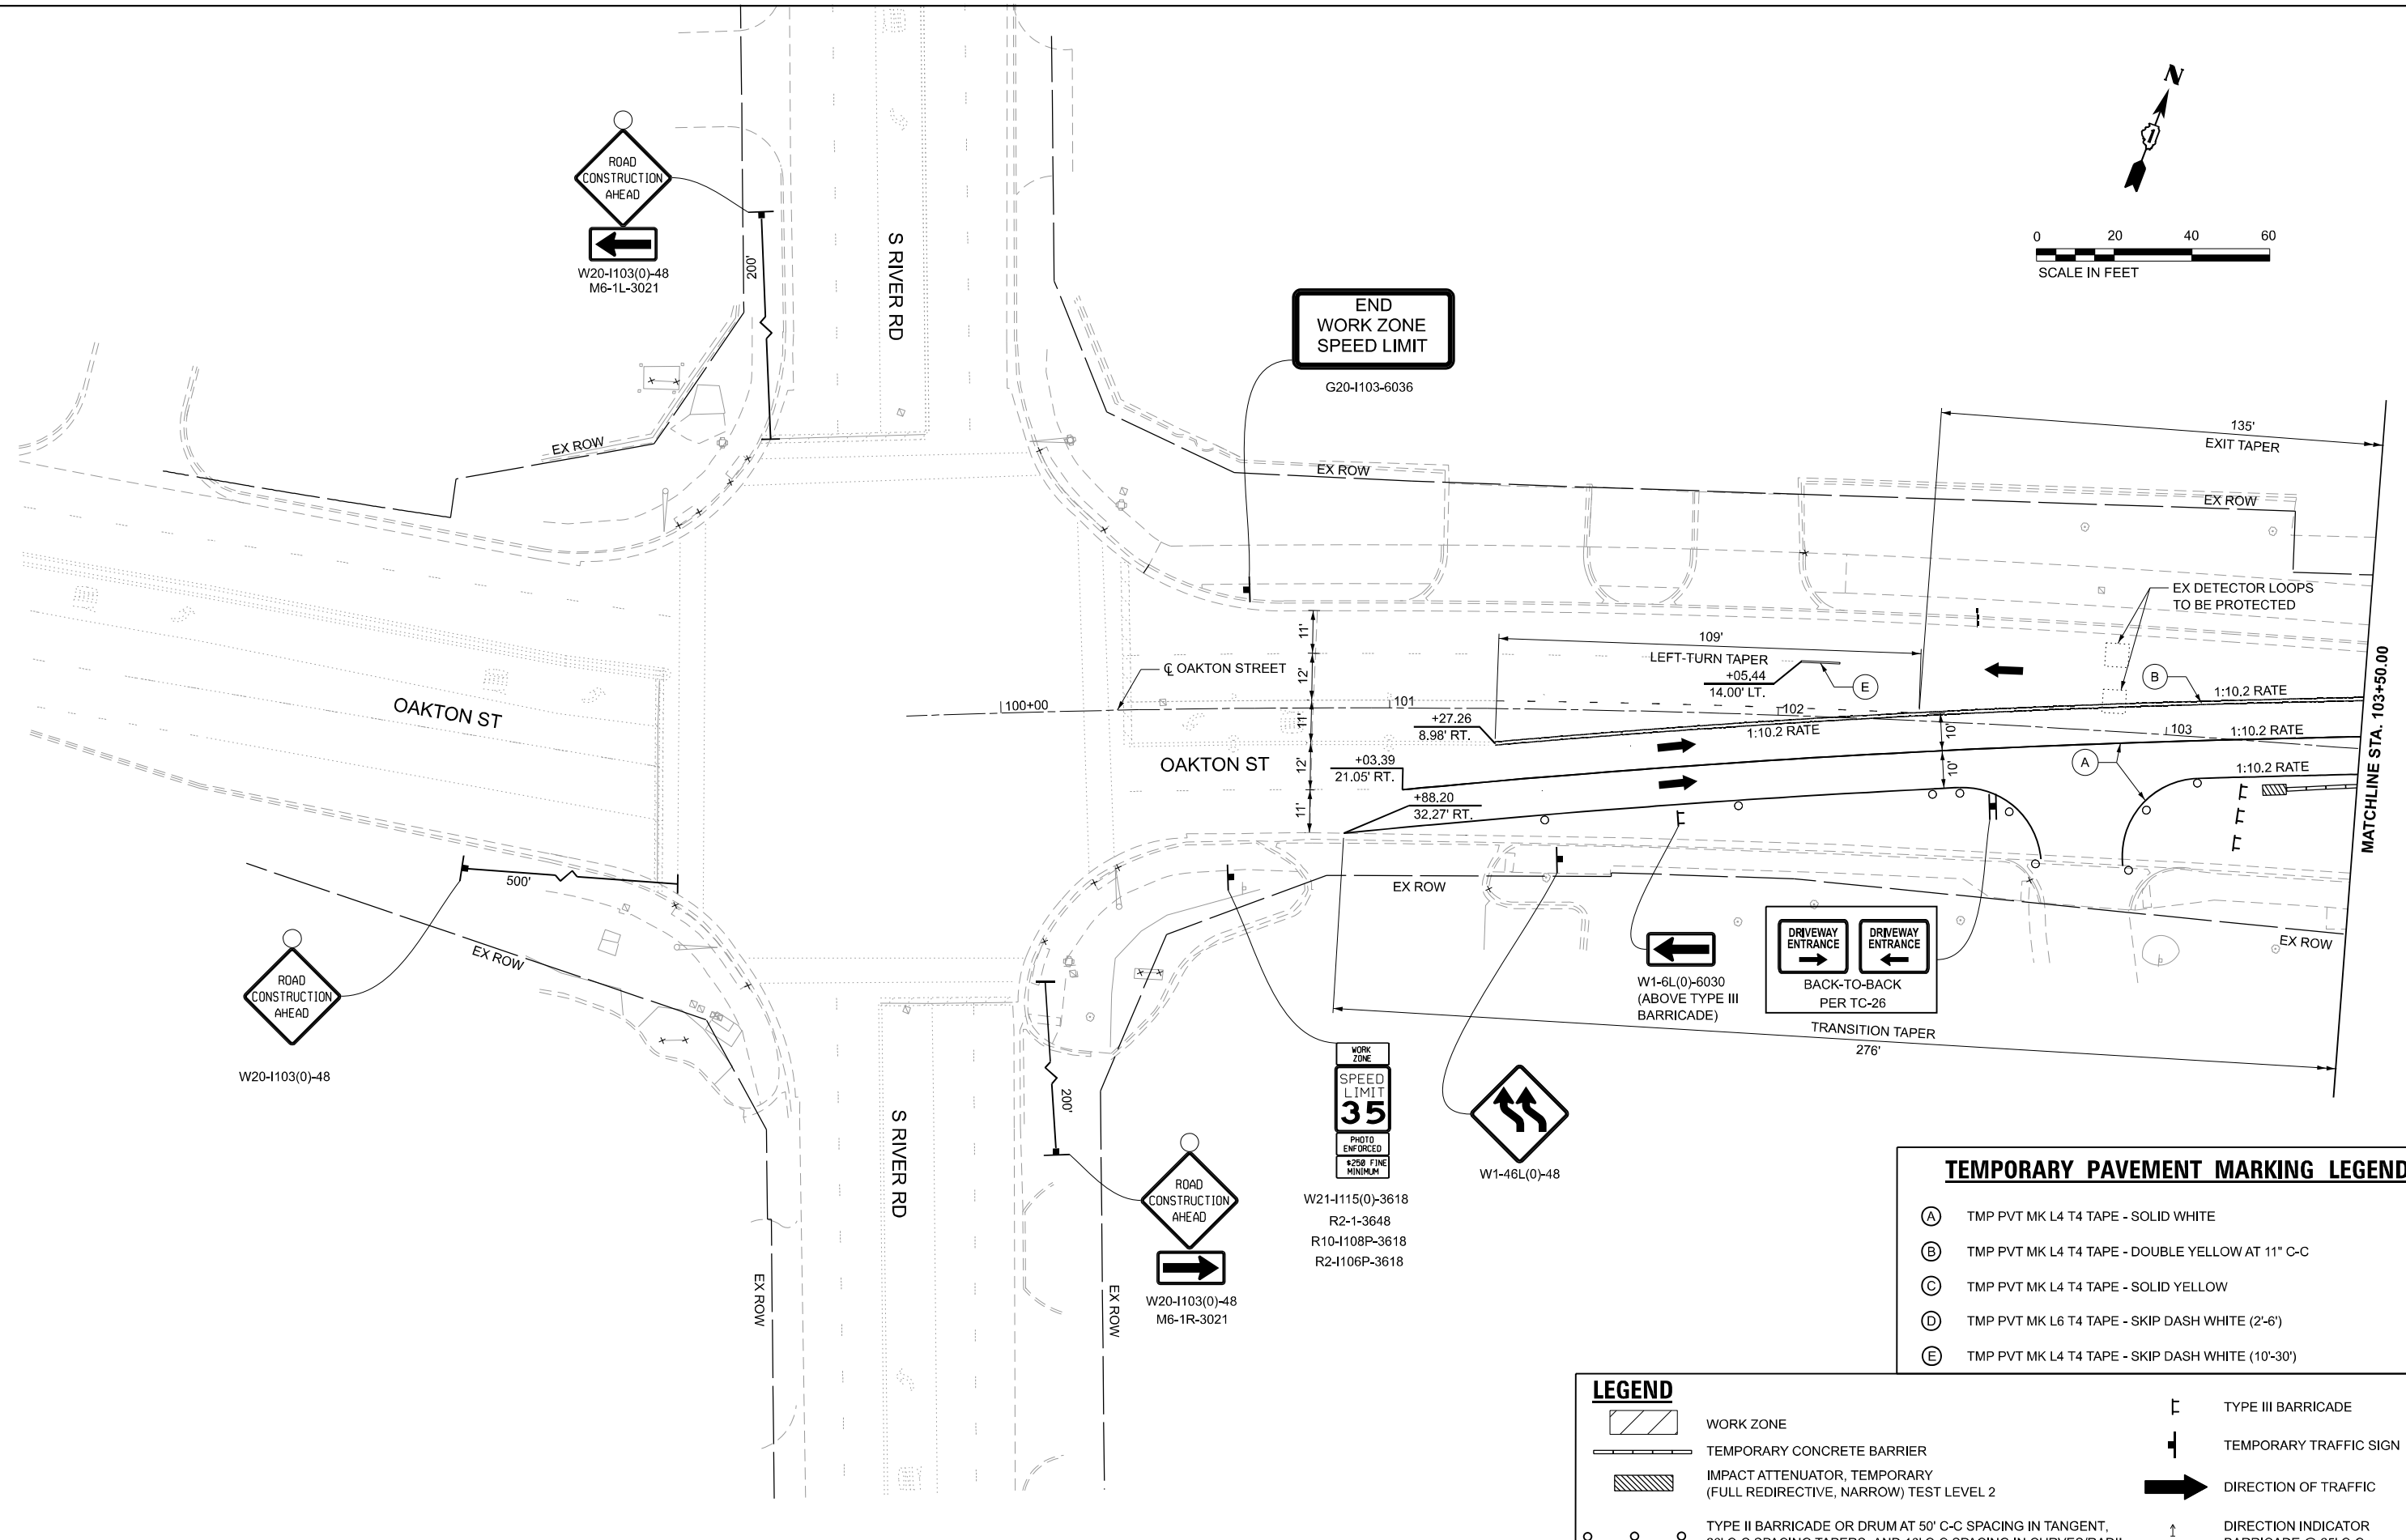 N
0 20 40 60
SCALE IN FEET
ROAD
CONSTRUCTION
AHEAD
W20-I103(0)-48
M6-1L-3021
200'
S RIVER RD
END
WORK ZONE
SPEED LIMIT
G20-I103-6036
135'
EXIT TAPER
EX ROW
EX ROW
EX ROW
EX DETECTOR LOOPS
TO BE PROTECTED
MATCHLINE STA. 103+50.00
OAKTON ST
℄ OAKTON STREET
100+00
101
102
103
11'
12'
11'
12'
11'
109'
LEFT-TURN TAPER
+05.44
14.00' LT.
E
B
1:10.2 RATE
1:10.2 RATE
1:10.2 RATE
1:10.2 RATE
10'
10'
A
+27.26
8.98' RT.
OAKTON ST
+03.39
21.05' RT.
+88.20
32.27' RT.
500'
EX ROW
ROAD
CONSTRUCTION
AHEAD
W20-I103(0)-48
EX ROW
EX ROW
W1-6L(0)-6030
(ABOVE TYPE III
BARRICADE)
DRIVEWAY
ENTRANCE
DRIVEWAY
ENTRANCE
BACK-TO-BACK
PER TC-26
TRANSITION TAPER
276'
200'
S RIVER RD
EX ROW
EX ROW
ROAD
CONSTRUCTION
AHEAD
W20-I103(0)-48
M6-1R-3021
WORK
ZONE
SPEED
LIMIT
35
PHOTO
ENFORCED
$250 FINE
MINIMUM
W21-I115(0)-3618
R2-1-3648
R10-I108P-3618
R2-I106P-3618
W1-46L(0)-48
TEMPORARY PAVEMENT MARKING LEGEND
A TMP PVT MK L4 T4 TAPE - SOLID WHITE
B TMP PVT MK L4 T4 TAPE - DOUBLE YELLOW AT 11" C-C
C TMP PVT MK L4 T4 TAPE - SOLID YELLOW
D TMP PVT MK L6 T4 TAPE - SKIP DASH WHITE (2'-6')
E TMP PVT MK L4 T4 TAPE - SKIP DASH WHITE (10'-30')
LEGEND
WORK ZONE
TEMPORARY CONCRETE BARRIER
IMPACT ATTENUATOR, TEMPORARY
(FULL REDIRECTIVE, NARROW) TEST LEVEL 2
TYPE II BARRICADE OR DRUM AT 50' C-C SPACING IN TANGENT,
TYPE III BARRICADE
TEMPORARY TRAFFIC SIGN
DIRECTION OF TRAFFIC
DIRECTION INDICATOR